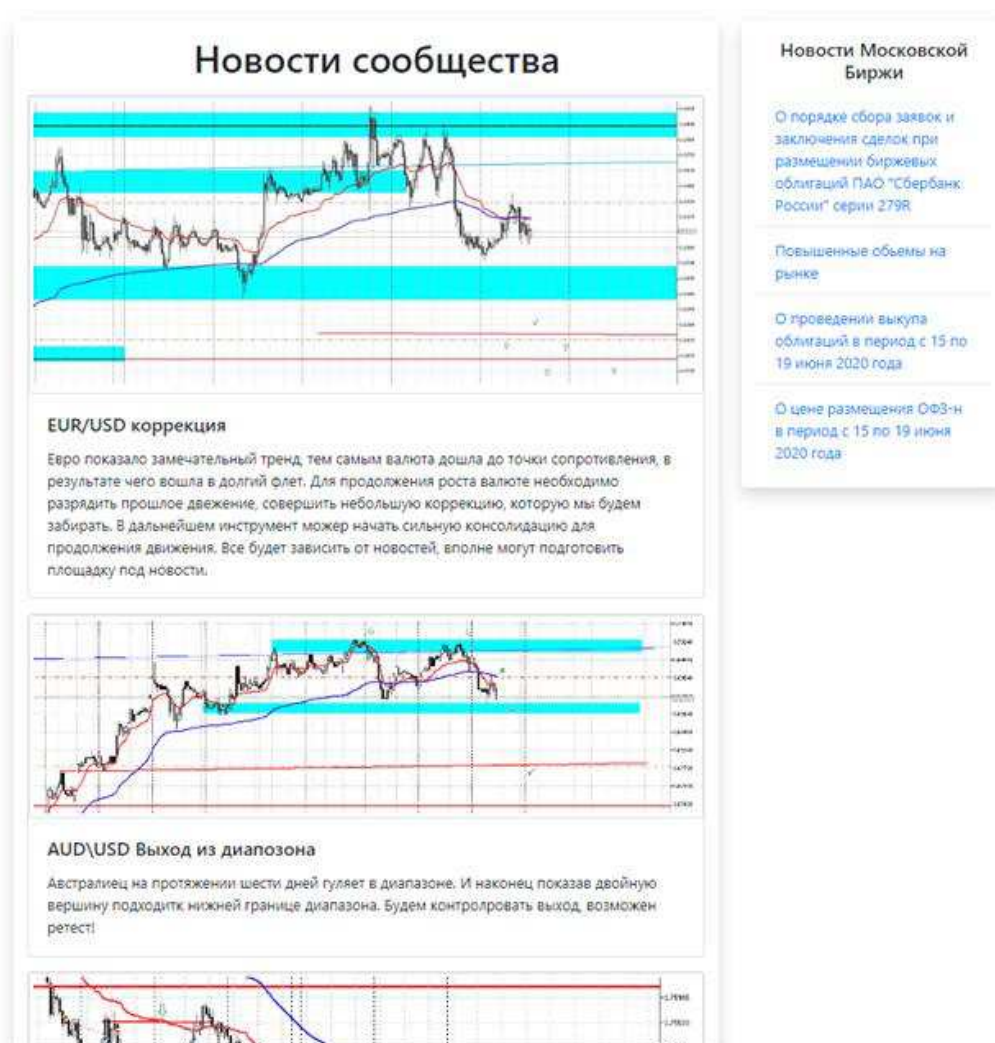 Новости сообщества
EUR/USD коррекция
Евро показало замечательный тренд, тем самым валюта дошла до точки сопротивления, в
результате чего вошла в долгий флет. Для продолжения роста валюте необходимо
разрядить прошлое двежение, совершить небольшую коррекцию, которую мы будем
забирать. В дальнейшем инструмент можер начать сильную консолидацию для
продолжения движения. Все будет зависить от новостей, вполне могут подготовить
площадку под новости.
AUD\USD Выход из диапозона
Австралиец на протяжении шести дней гуляет в диапазоне. И наконец показав двойную
вершину подходитк нижней границе диапазона. Будем контролровать выход, возможен
ретест!
Новости Московской
Биржи
О порядке сбора заявок и
заключения сделок при
размещении биржевых
облигаций ПАО "Сбербанк
России" серии 279R
Повышенные обьемы на
рынке
О проведении выкупа
облигаций в период с 15 по
19 июня 2020 года
О цене размещения ОФЗ-н
в период с 15 по 19 июня
2020 года